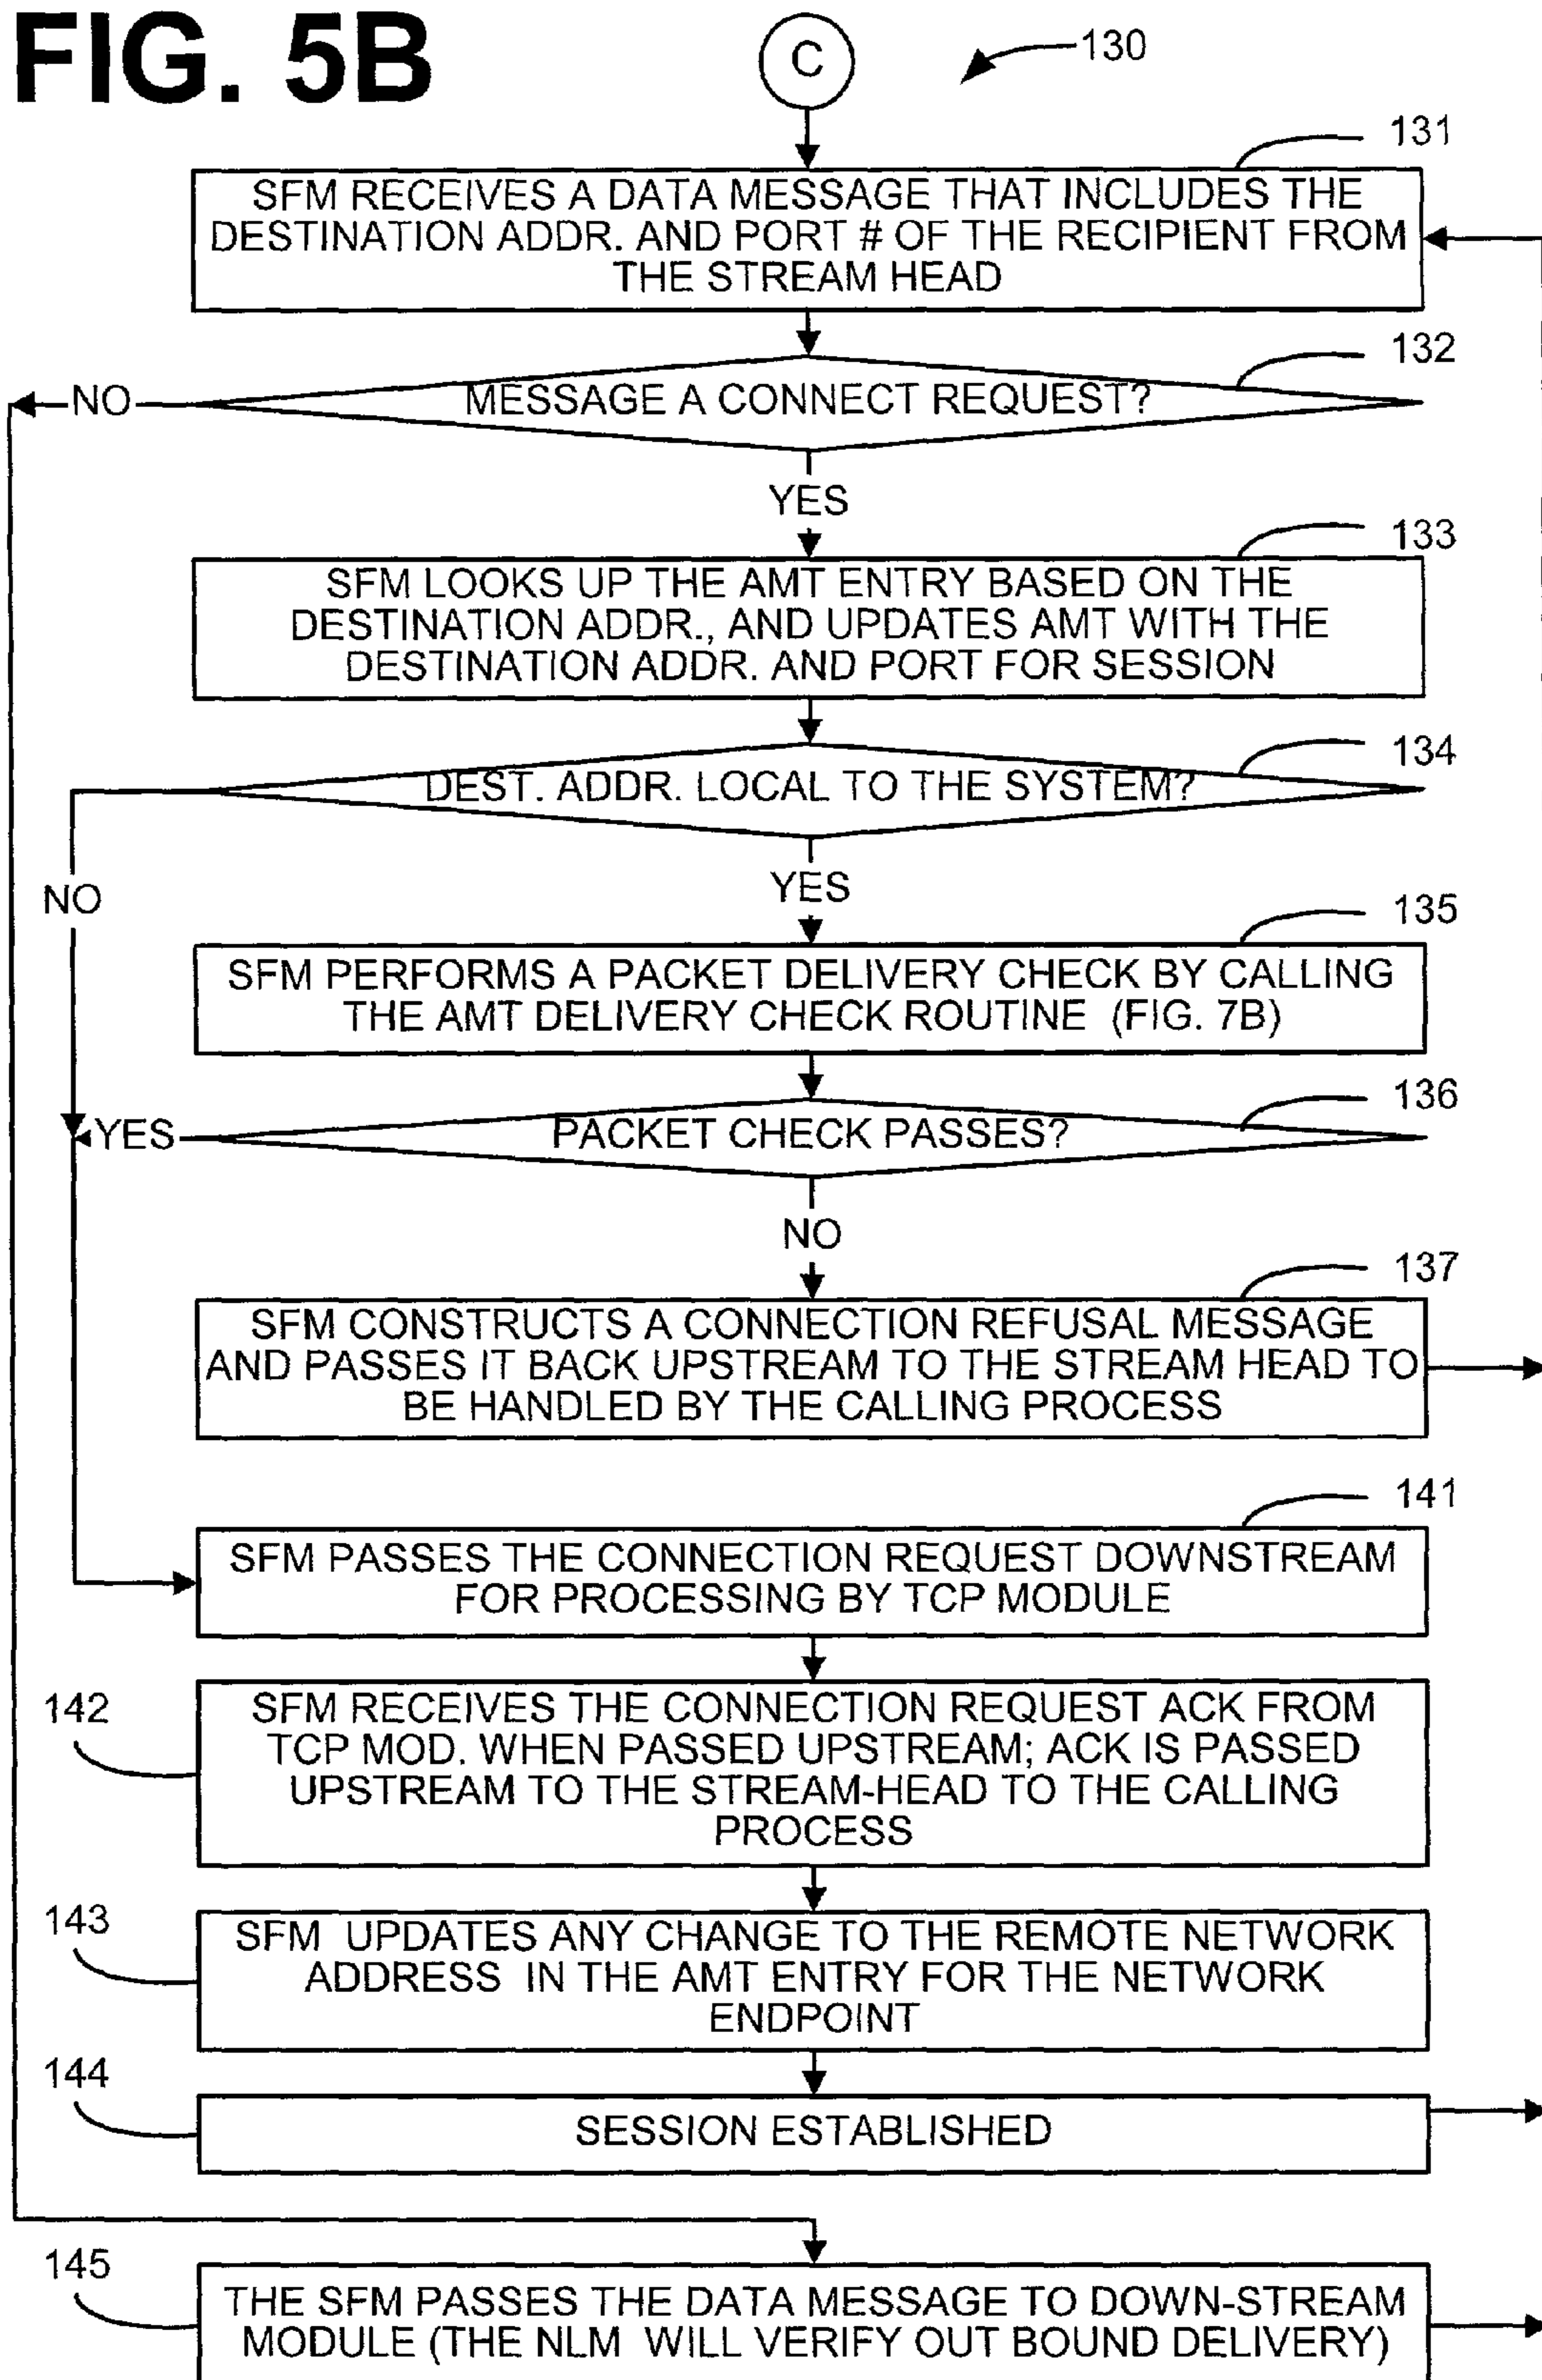 FIG. 5B
C
130
131
SFM RECEIVES A DATA MESSAGE THAT INCLUDES THE
DESTINATION ADDR. AND PORT # OF THE RECIPIENT FROM
THE STREAM HEAD
132
NO
MESSAGE A CONNECT REQUEST?
YES
133
SFM LOOKS UP THE AMT ENTRY BASED ON THE
DESTINATION ADDR., AND UPDATES AMT WITH THE
DESTINATION ADDR. AND PORT FOR SESSION
134
DEST. ADDR. LOCAL TO THE SYSTEM?
NO
YES
135
SFM PERFORMS A PACKET DELIVERY CHECK BY CALLING
THE AMT DELIVERY CHECK ROUTINE (FIG. 7B)
136
YES
PACKET CHECK PASSES?
NO
137
SFM CONSTRUCTS A CONNECTION REFUSAL MESSAGE
AND PASSES IT BACK UPSTREAM TO THE STREAM HEAD TO
BE HANDLED BY THE CALLING PROCESS
141
SFM PASSES THE CONNECTION REQUEST DOWNSTREAM
FOR PROCESSING BY TCP MODULE
142
SFM RECEIVES THE CONNECTION REQUEST ACK FROM
TCP MOD. WHEN PASSED UPSTREAM; ACK IS PASSED
UPSTREAM TO THE STREAM-HEAD TO THE CALLING
PROCESS
143
SFM UPDATES ANY CHANGE TO THE REMOTE NETWORK
ADDRESS IN THE AMT ENTRY FOR THE NETWORK
ENDPOINT
144
SESSION ESTABLISHED
145
THE SFM PASSES THE DATA MESSAGE TO DOWN-STREAM
MODULE (THE NLM WILL VERIFY OUT BOUND DELIVERY)